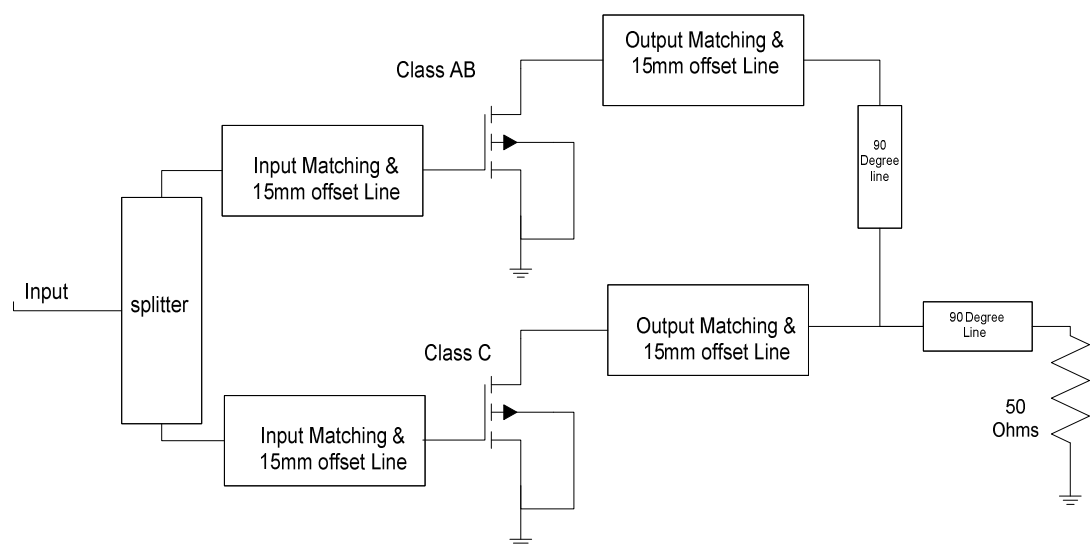 Output Matching &
15mm offset Line
Class AB
90
Degree
line
Input Matching &
15mm offset Line
Input
splitter
Output Matching &
15mm offset Line
90 Degree
Line
Class C
50
Ohms
Input Matching &
15mm offset Line